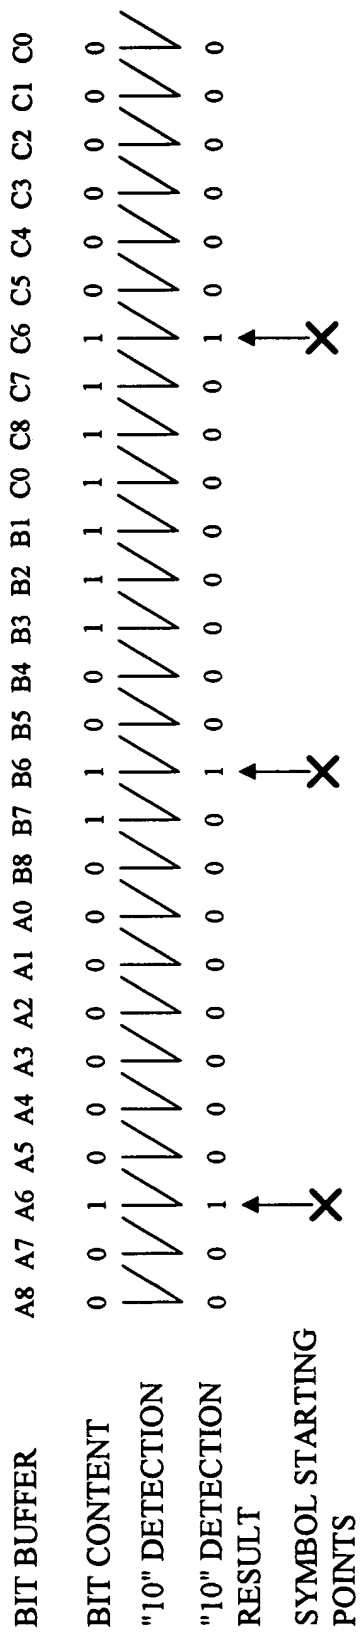 BIT BUFFER A8 A7 A6 A5 A4 A3 A2 A1 A0 B8 B7 B6 B5 B4 B3 B2 B1 C0 C8 C7 C6 C5 C4 C3 C2 C1 C0
BIT CONTENT 0 0 1 0 0 0 0 0 0 0 1 1 0 0 1 1 1 1 1 1 1 0 0 0 0 0 0
"10" DETECTION
"10" DETECTION 0 0 1 0 0 0 0 0 0 0 0 1 0 0 0 0 0 0 0 0 1 0 0 0 0 0 0
RESULT
SYMBOL STARTING
POINTS